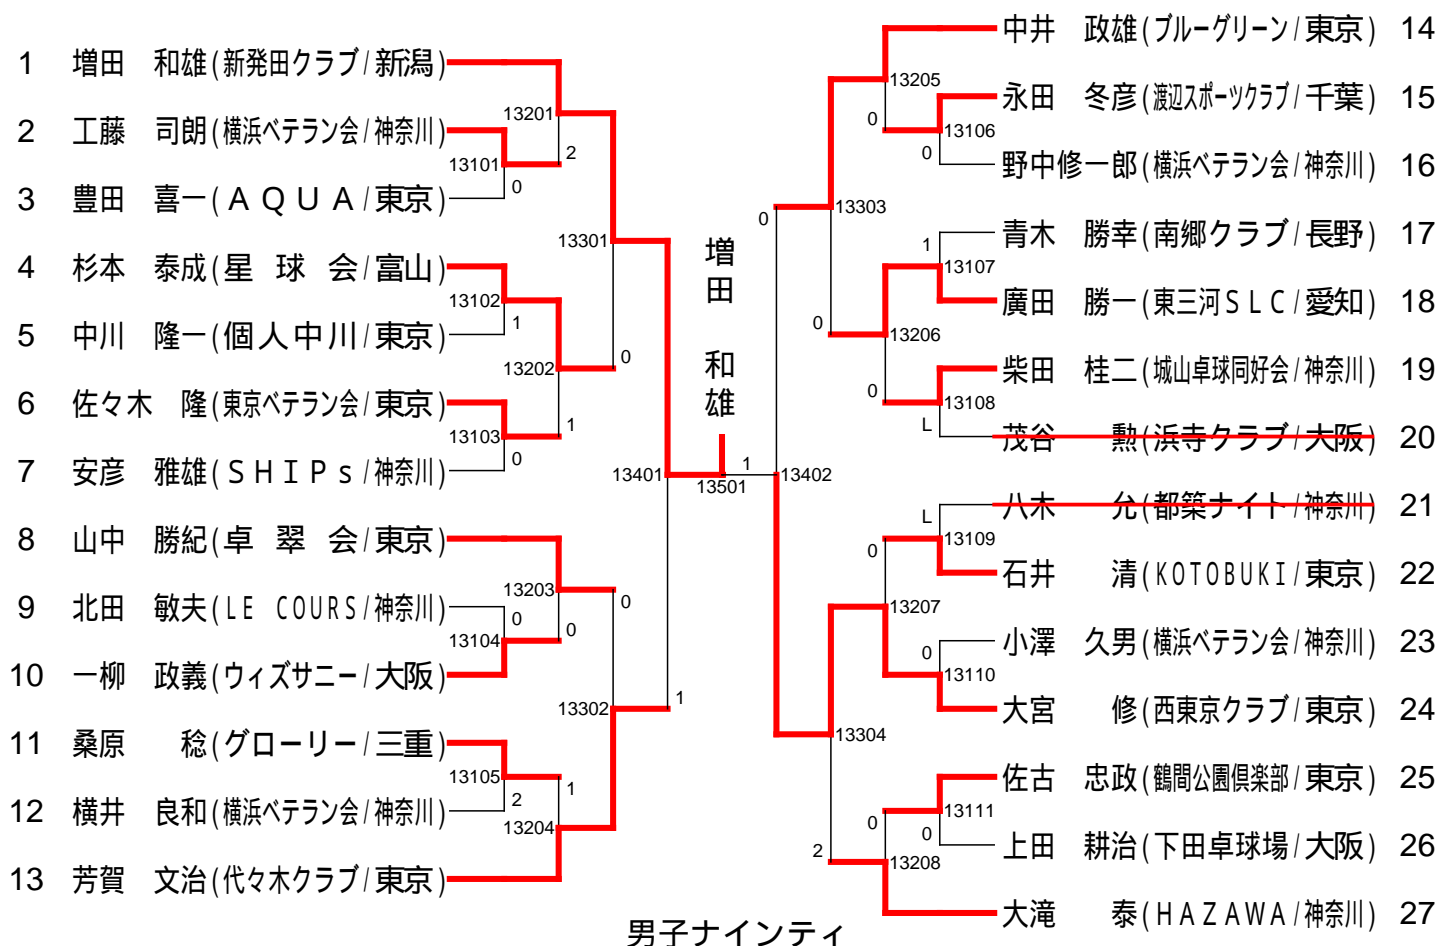 1 増田 和雄(新発田クラブ/新潟)
2 工藤 司朗(横浜ベテラン会/神奈川)
3 豊田 喜一(ＡＱＵＡ/東京)
4 杉本 泰成(星球会/富山)
5 中川 隆一(個人中川/東京)
6 佐々木 隆(東京ベテラン会/東京)
7 安彦 雅雄(ＳＨＩＰｓ/神奈川)
8 山中 勝紀(卓翠会/東京)
9 北田 敏夫(LE COURS/神奈川)
10 一柳 政義(ウィズサニー/大阪)
11 桑原 稔(グローリー/三重)
12 横井 良和(横浜ベテラン会/神奈川)
13 芳賀 文治(代々木クラブ/東京)
13101
0
13102
1
13103
0
13104
0
13105
2
13201
2
13202
1
13203
0
13204
1
13301
0
13302
0
13401
1
増田 和雄
13501
1
13402
0
13303
0
13304
2
13205
0
13206
0
13207
0
13208
0
13106
0
13107
1
13108
L
13109
L
13110
0
13111
0
中井 政雄(ブルーグリーン/東京) 14
永田 冬彦(渡辺スポーツクラブ/千葉) 15
野中修一郎(横浜ベテラン会/神奈川) 16
青木 勝幸(南郷クラブ/長野) 17
廣田 勝一(東三河ＳＬＣ/愛知) 18
柴田 桂二(城山卓球同好会/神奈川) 19
茂谷 勲(浜寺クラブ/大阪) 20
八木 允(都築ナイト/神奈川) 21
石井 清(KOTOBUKI/東京) 22
小澤 久男(横浜ベテラン会/神奈川) 23
大宮 修(西東京クラブ/東京) 24
佐古 忠政(鶴間公園倶楽部/東京) 25
上田 耕治(下田卓球場/大阪) 26
大滝 泰(ＨＡＺＡＷＡ/神奈川) 27
男子ナインティ